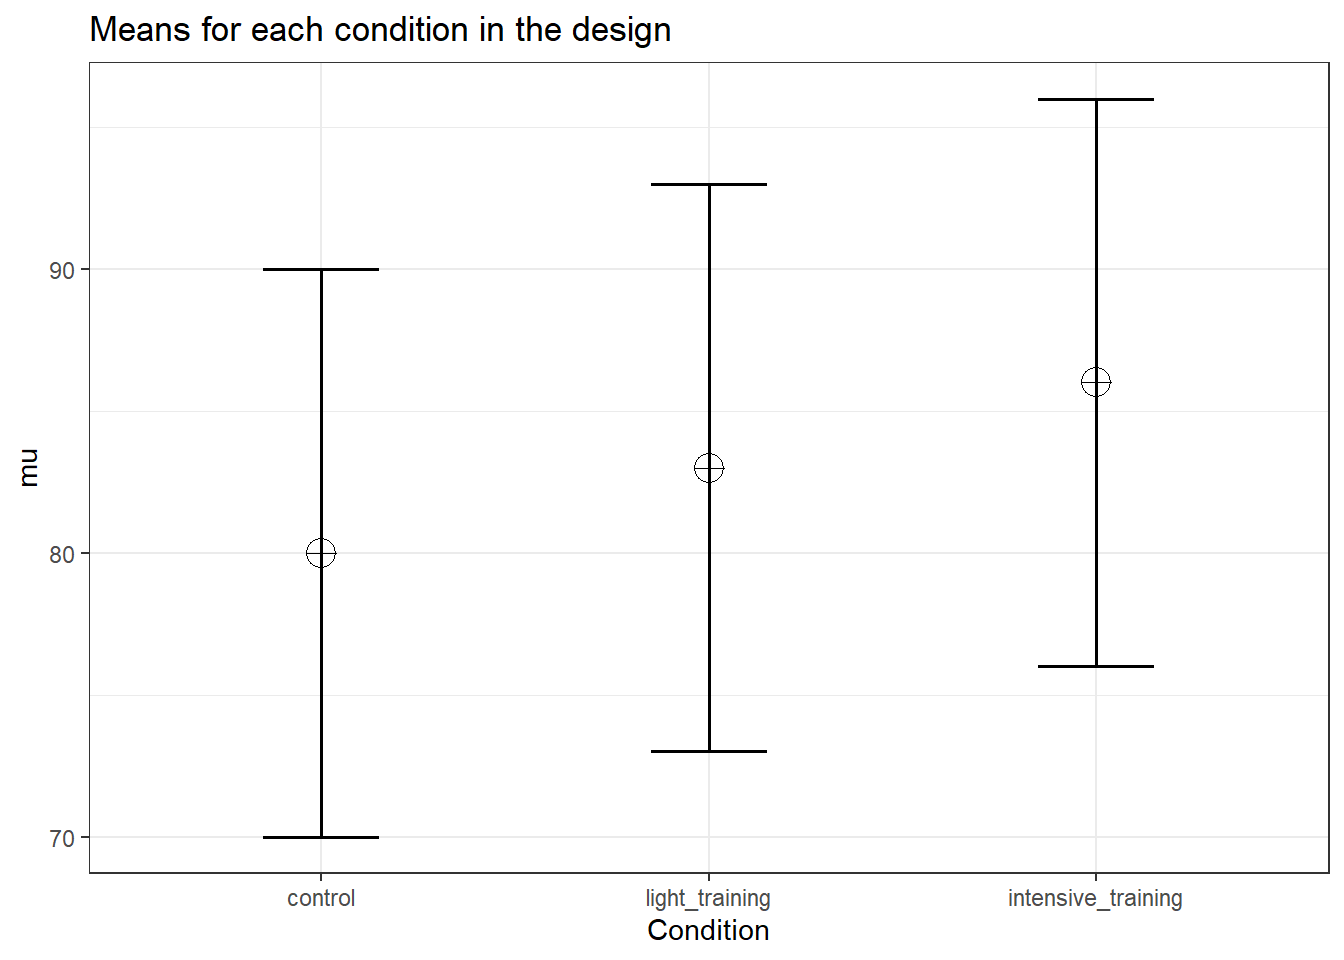 Means for each condition in the design
mu
90
80
70
control light_training intensive_training
Condition